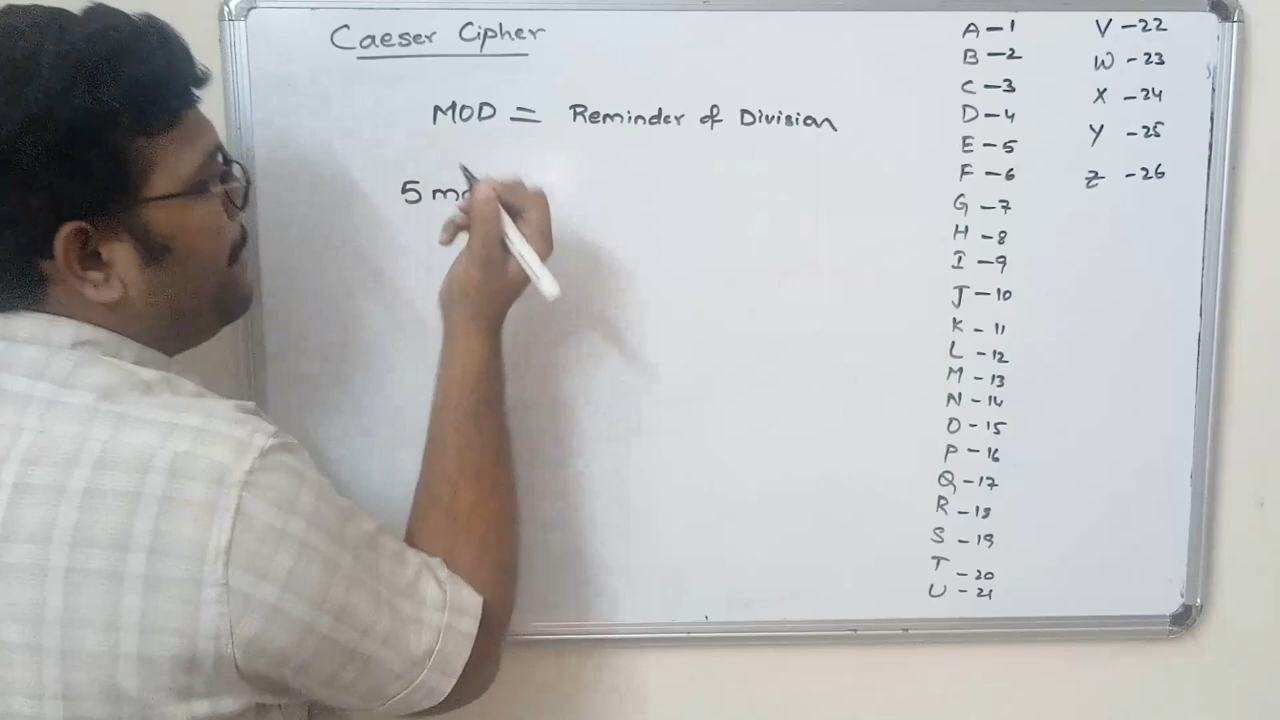 Caeser Cipher
MOD = Reminder of Division
5 mo
A - 1
B - 2
C - 3
D - 4
E - 5
F - 6
G - 7
H - 8
I - 9
J - 10
K - 11
L - 12
M - 13
N - 14
O - 15
P - 16
Q - 17
R - 18
S - 19
T - 20
U - 21
V - 22
W - 23
X - 24
Y - 25
Z - 26